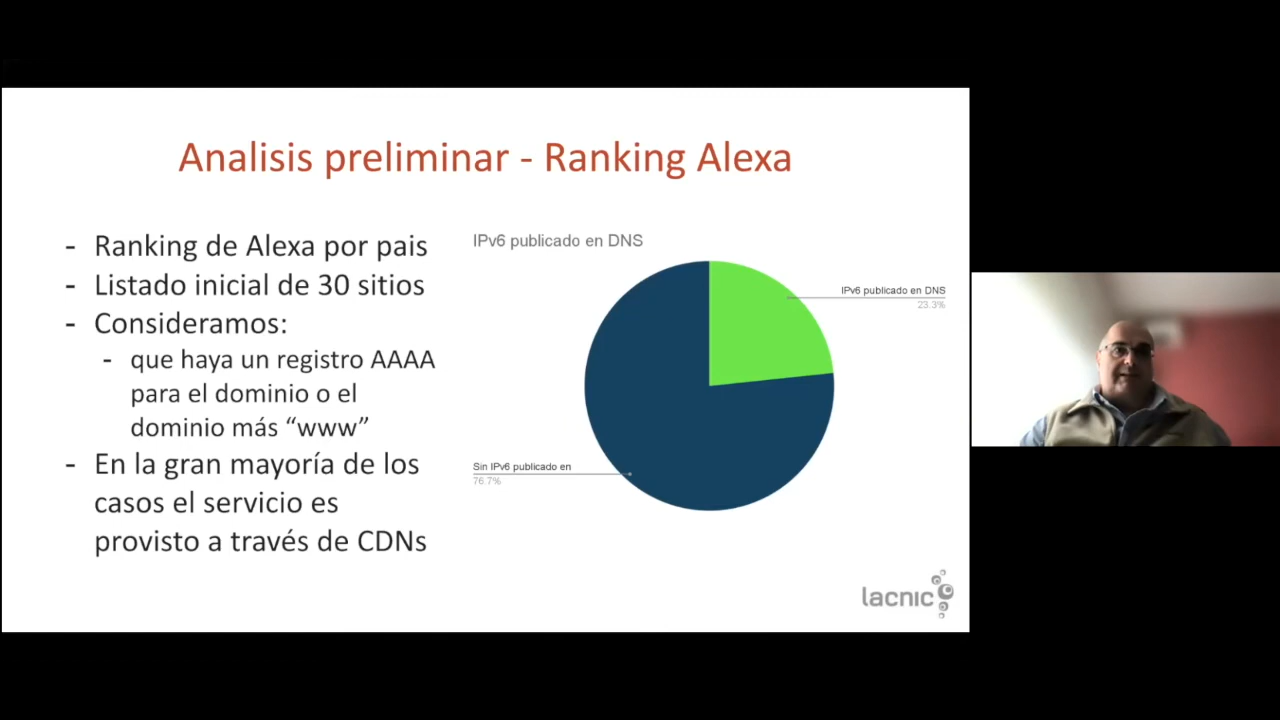 Analisis preliminar - Ranking Alexa
- Ranking de Alexa por pais
- Listado inicial de 30 sitios
- Consideramos:
- que haya un registro AAAA
para el dominio o el
dominio más “www”
- En la gran mayoría de los
casos el servicio es
provisto a través de CDNs
IPv6 publicado en DNS
IPv6 publicado en DNS
23.3%
Sin IPv6 publicado en
76.7%
lacnic